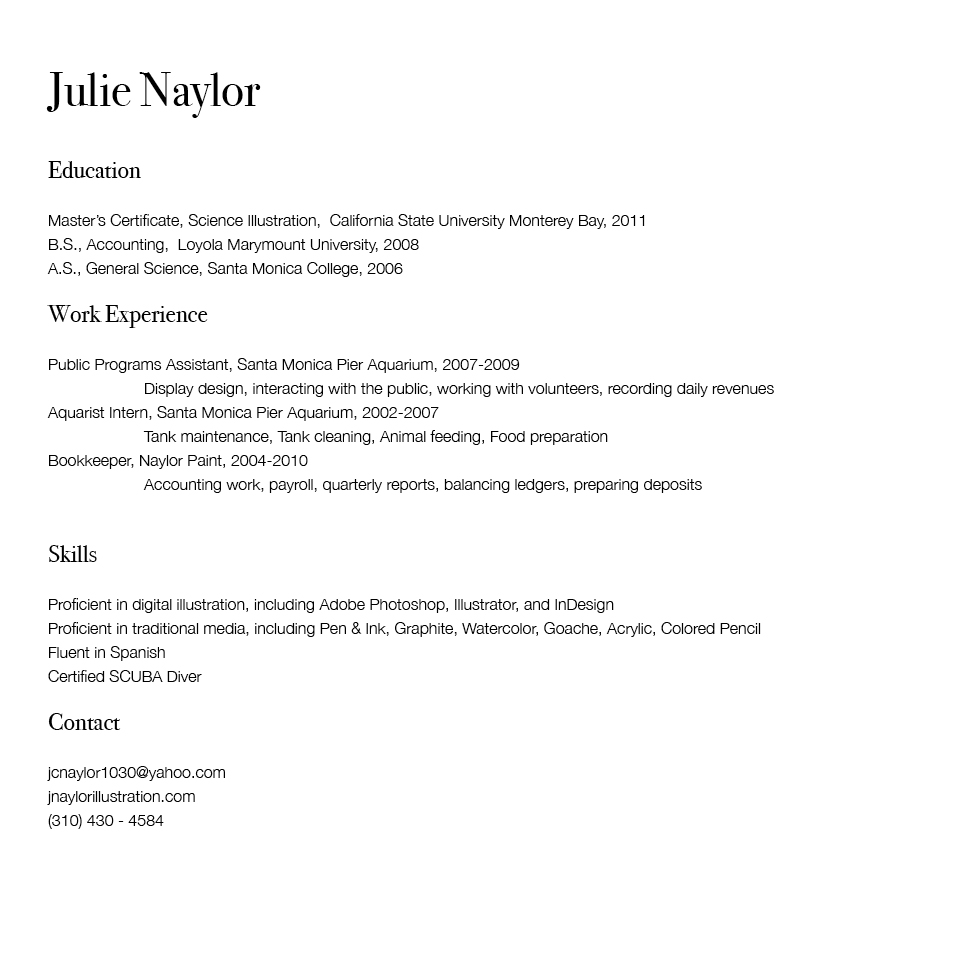 Julie Naylor
Education
Master's Certificate, Science Illustration,  California State University Monterey Bay, 2011
B.S., Accounting,  Loyola Marymount University, 2008
A.S., General Science, Santa Monica College, 2006
Work Experience
Public Programs Assistant, Santa Monica Pier Aquarium, 2007-2009
Display design, interacting with the public, working with volunteers, recording daily revenues
Aquarist Intern, Santa Monica Pier Aquarium, 2002-2007
Tank maintenance, Tank cleaning, Animal feeding, Food preparation
Bookkeeper, Naylor Paint, 2004-2010
Accounting work, payroll, quarterly reports, balancing ledgers, preparing deposits
Skills
Proficient in digital illustration, including Adobe Photoshop, Illustrator, and InDesign
Proficient in traditional media, including Pen & Ink, Graphite, Watercolor, Goache, Acrylic, Colored Pencil
Fluent in Spanish
Certified SCUBA Diver
Contact
jcnaylor1030@yahoo.com
jnaylorillustration.com
(310) 430 - 4584